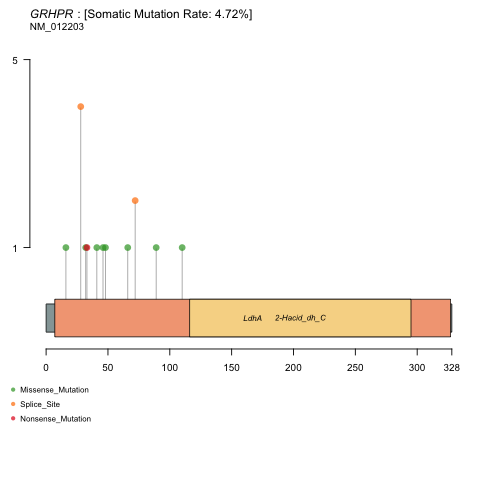 GRHPR : [Somatic Mutation Rate: 4.72%]
NM_012203
5
1
LdhA 2-Hacid_dh_C
0 50 100 150 200 250 300 328
Missense_Mutation
Splice_Site
Nonsense_Mutation